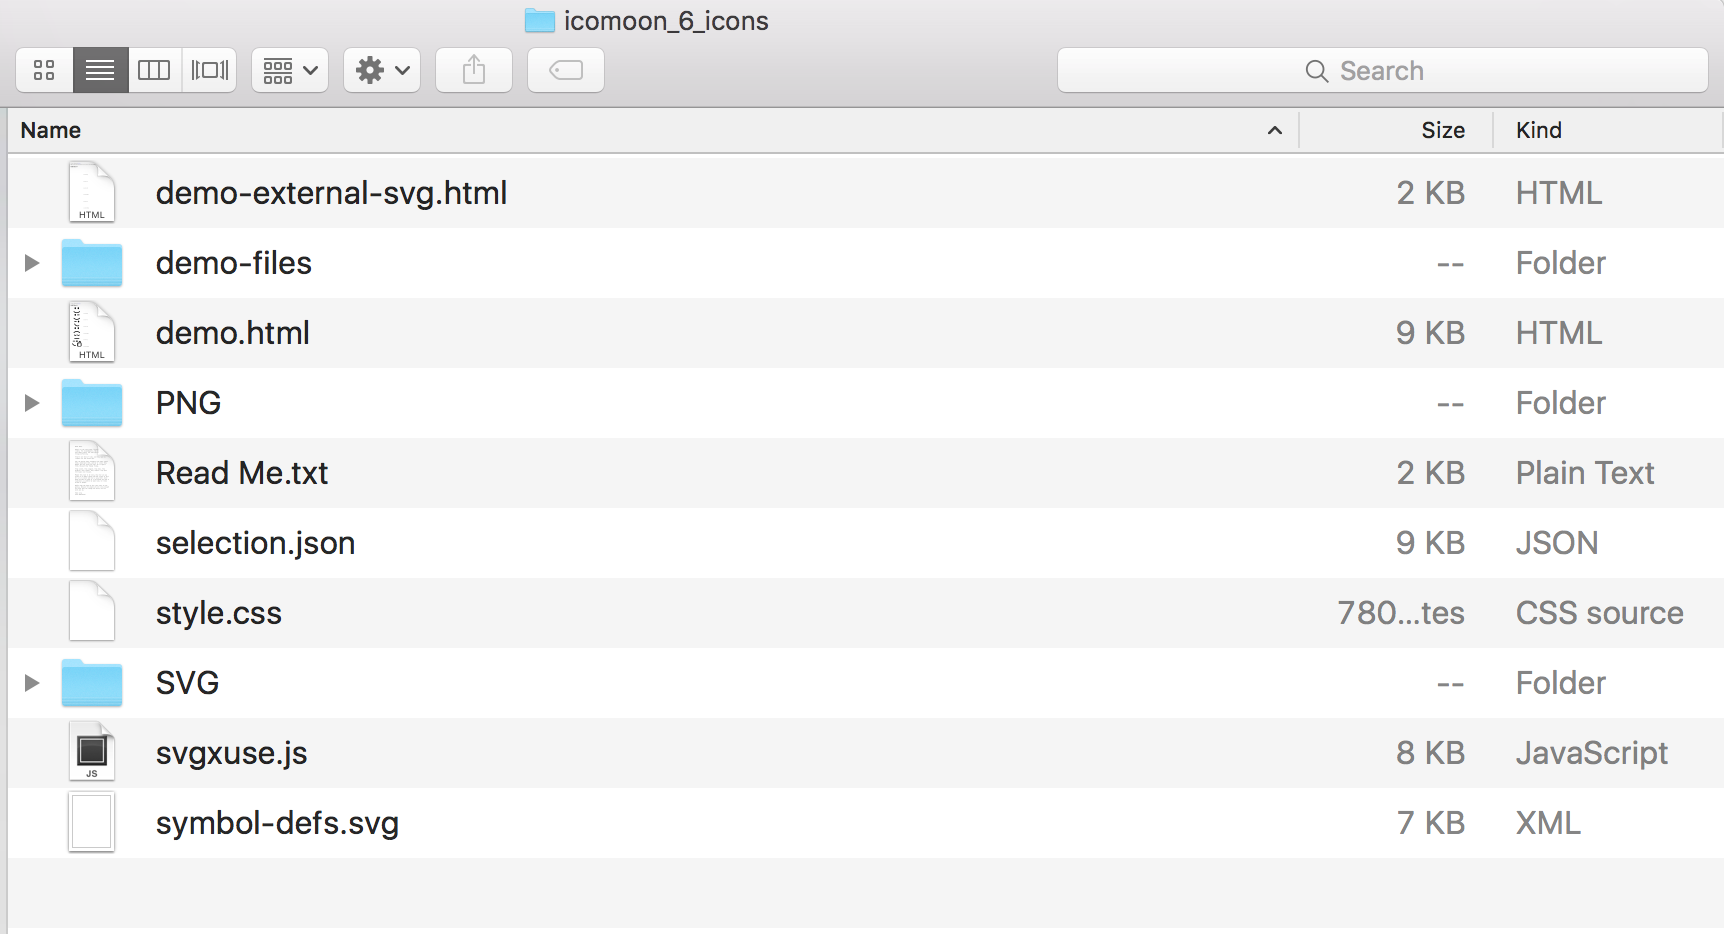 icomoon_6_icons
Search
Name Size Kind
demo-external-svg.html 2 KB HTML
demo-files -- Folder
demo.html 9 KB HTML
PNG -- Folder
Read Me.txt 2 KB Plain Text
selection.json 9 KB JSON
style.css 780...tes CSS source
SVG -- Folder
svgxuse.js 8 KB JavaScript
symbol-defs.svg 7 KB XML
HTML
HTML
JS